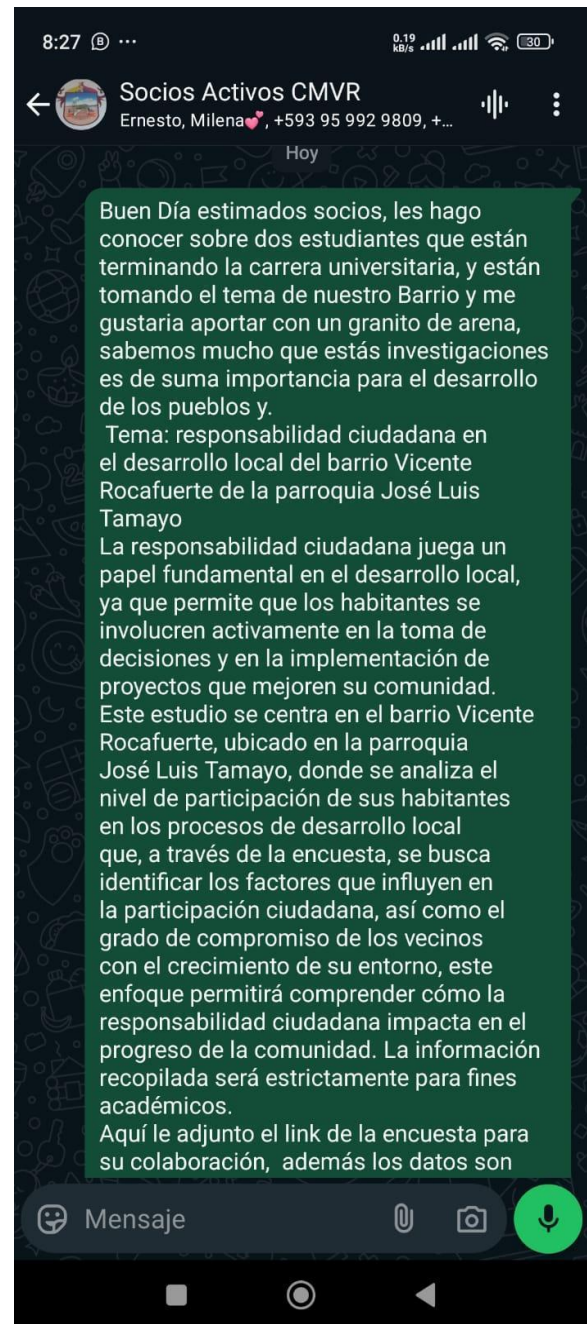 8:27 B ...
0.19 kB/s 30
Socios Activos CMVR
Ernesto, Milena💕, +593 95 992 9809, +...
Hoy
Buen Día estimados socios, les hago
conocer sobre dos estudiantes que están
terminando la carrera universitaria, y están
tomando el tema de nuestro Barrio y me
gustaria aportar con un granito de arena,
sabemos mucho que estás investigaciones
es de suma importancia para el desarrollo
de los pueblos y.
Tema: responsabilidad ciudadana en
el desarrollo local del barrio Vicente
Rocafuerte de la parroquia José Luis
Tamayo
La responsabilidad ciudadana juega un
papel fundamental en el desarrollo local,
ya que permite que los habitantes se
involucren activamente en la toma de
decisiones y en la implementación de
proyectos que mejoren su comunidad.
Este estudio se centra en el barrio Vicente
Rocafuerte, ubicado en la parroquia
José Luis Tamayo, donde se analiza el
nivel de participación de sus habitantes
en los procesos de desarrollo local
que, a través de la encuesta, se busca
identificar los factores que influyen en
la participación ciudadana, así como el
grado de compromiso de los vecinos
con el crecimiento de su entorno, este
enfoque permitirá comprender cómo la
responsabilidad ciudadana impacta en el
progreso de la comunidad. La información
recopilada será estrictamente para fines
académicos.
Aquí le adjunto el link de la encuesta para
su colaboración, además los datos son
Mensaje